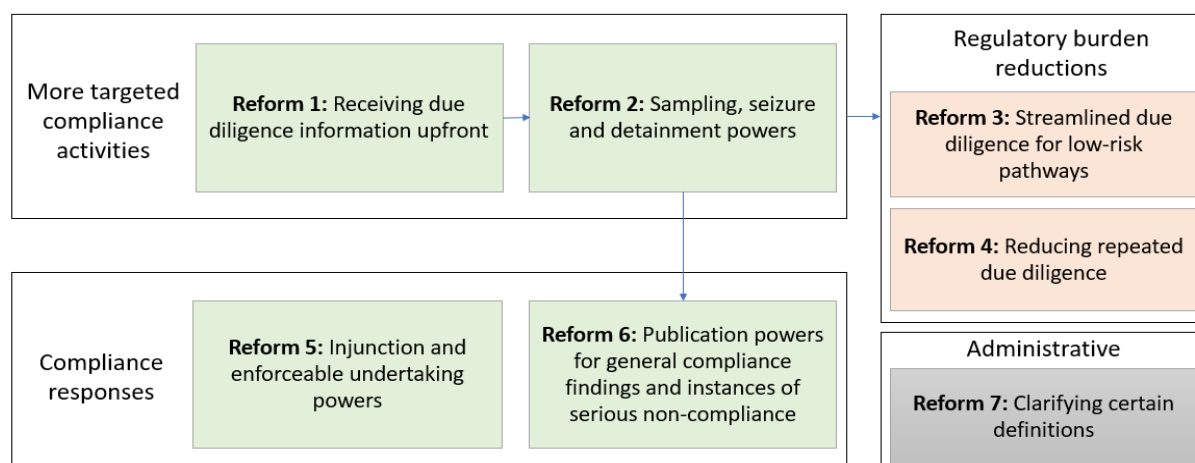 More targeted
compliance
activities
Reform 1: Receiving due
diligence information upfront
Reform 2: Sampling, seizure
and detainment powers
Regulatory burden
reductions
Reform 3: Streamlined due
diligence for low-risk
pathways
Reform 4: Reducing repeated
due diligence
Compliance
responses
Reform 5: Injunction and
enforceable undertaking
powers
Reform 6: Publication powers
for general compliance
findings and instances of
serious non-compliance
Administrative
Reform 7: Clarifying certain
definitions